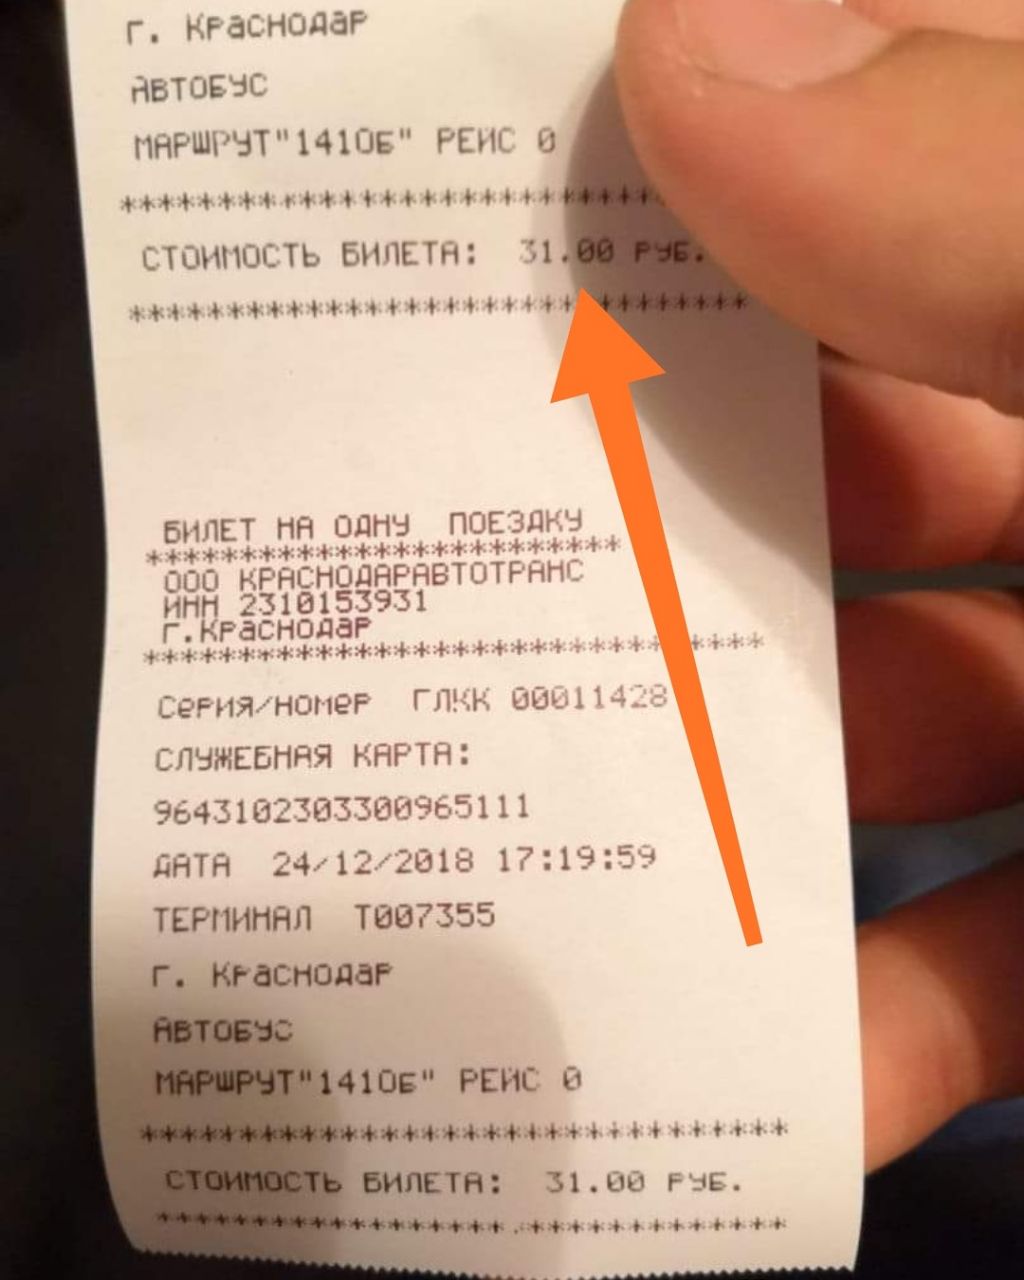 г. Краснодар
АВТОБУС
МАРШРУТ"141Об" РЕЙС 0
********************************
СТОИМОСТЬ БИЛЕТА: 31.00 РУБ.
********************************
БИЛЕТ НА ОДНУ ПОЕЗДКУ
*************************
ООО КРАСНОДАРАВТОТРАНС
ИНН 2310153931
г.Краснодар
********************************
Серия/номер ГЛКК 00011428
СЛУЖЕБНАЯ КАРТА:
9643102303300965111
ДАТА 24/12/2018 17:19:59
ТЕРМИНАЛ T007355
г. Краснодар
АВТОБУС
МАРШРУТ"141Об" РЕЙС 0
********************************
СТОИМОСТЬ БИЛЕТА: 31.00 РУБ.
********************************